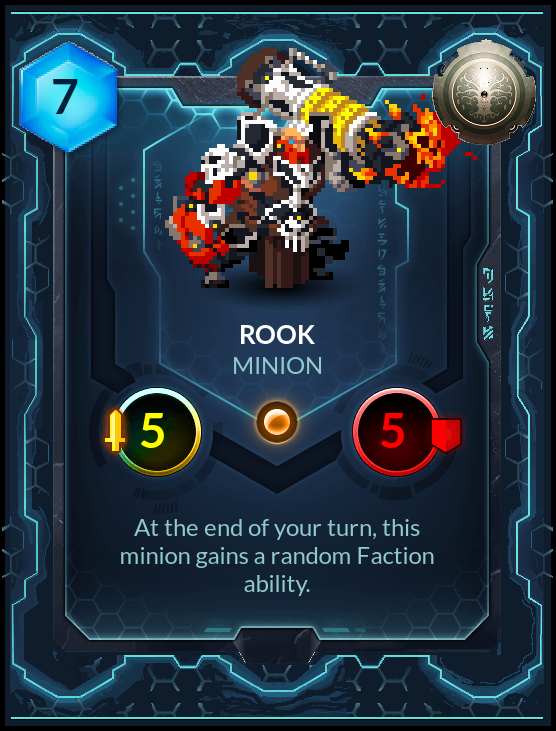 7
ROOK
MINION
5
5
At the end of your turn, this
minion gains a random Faction
ability.